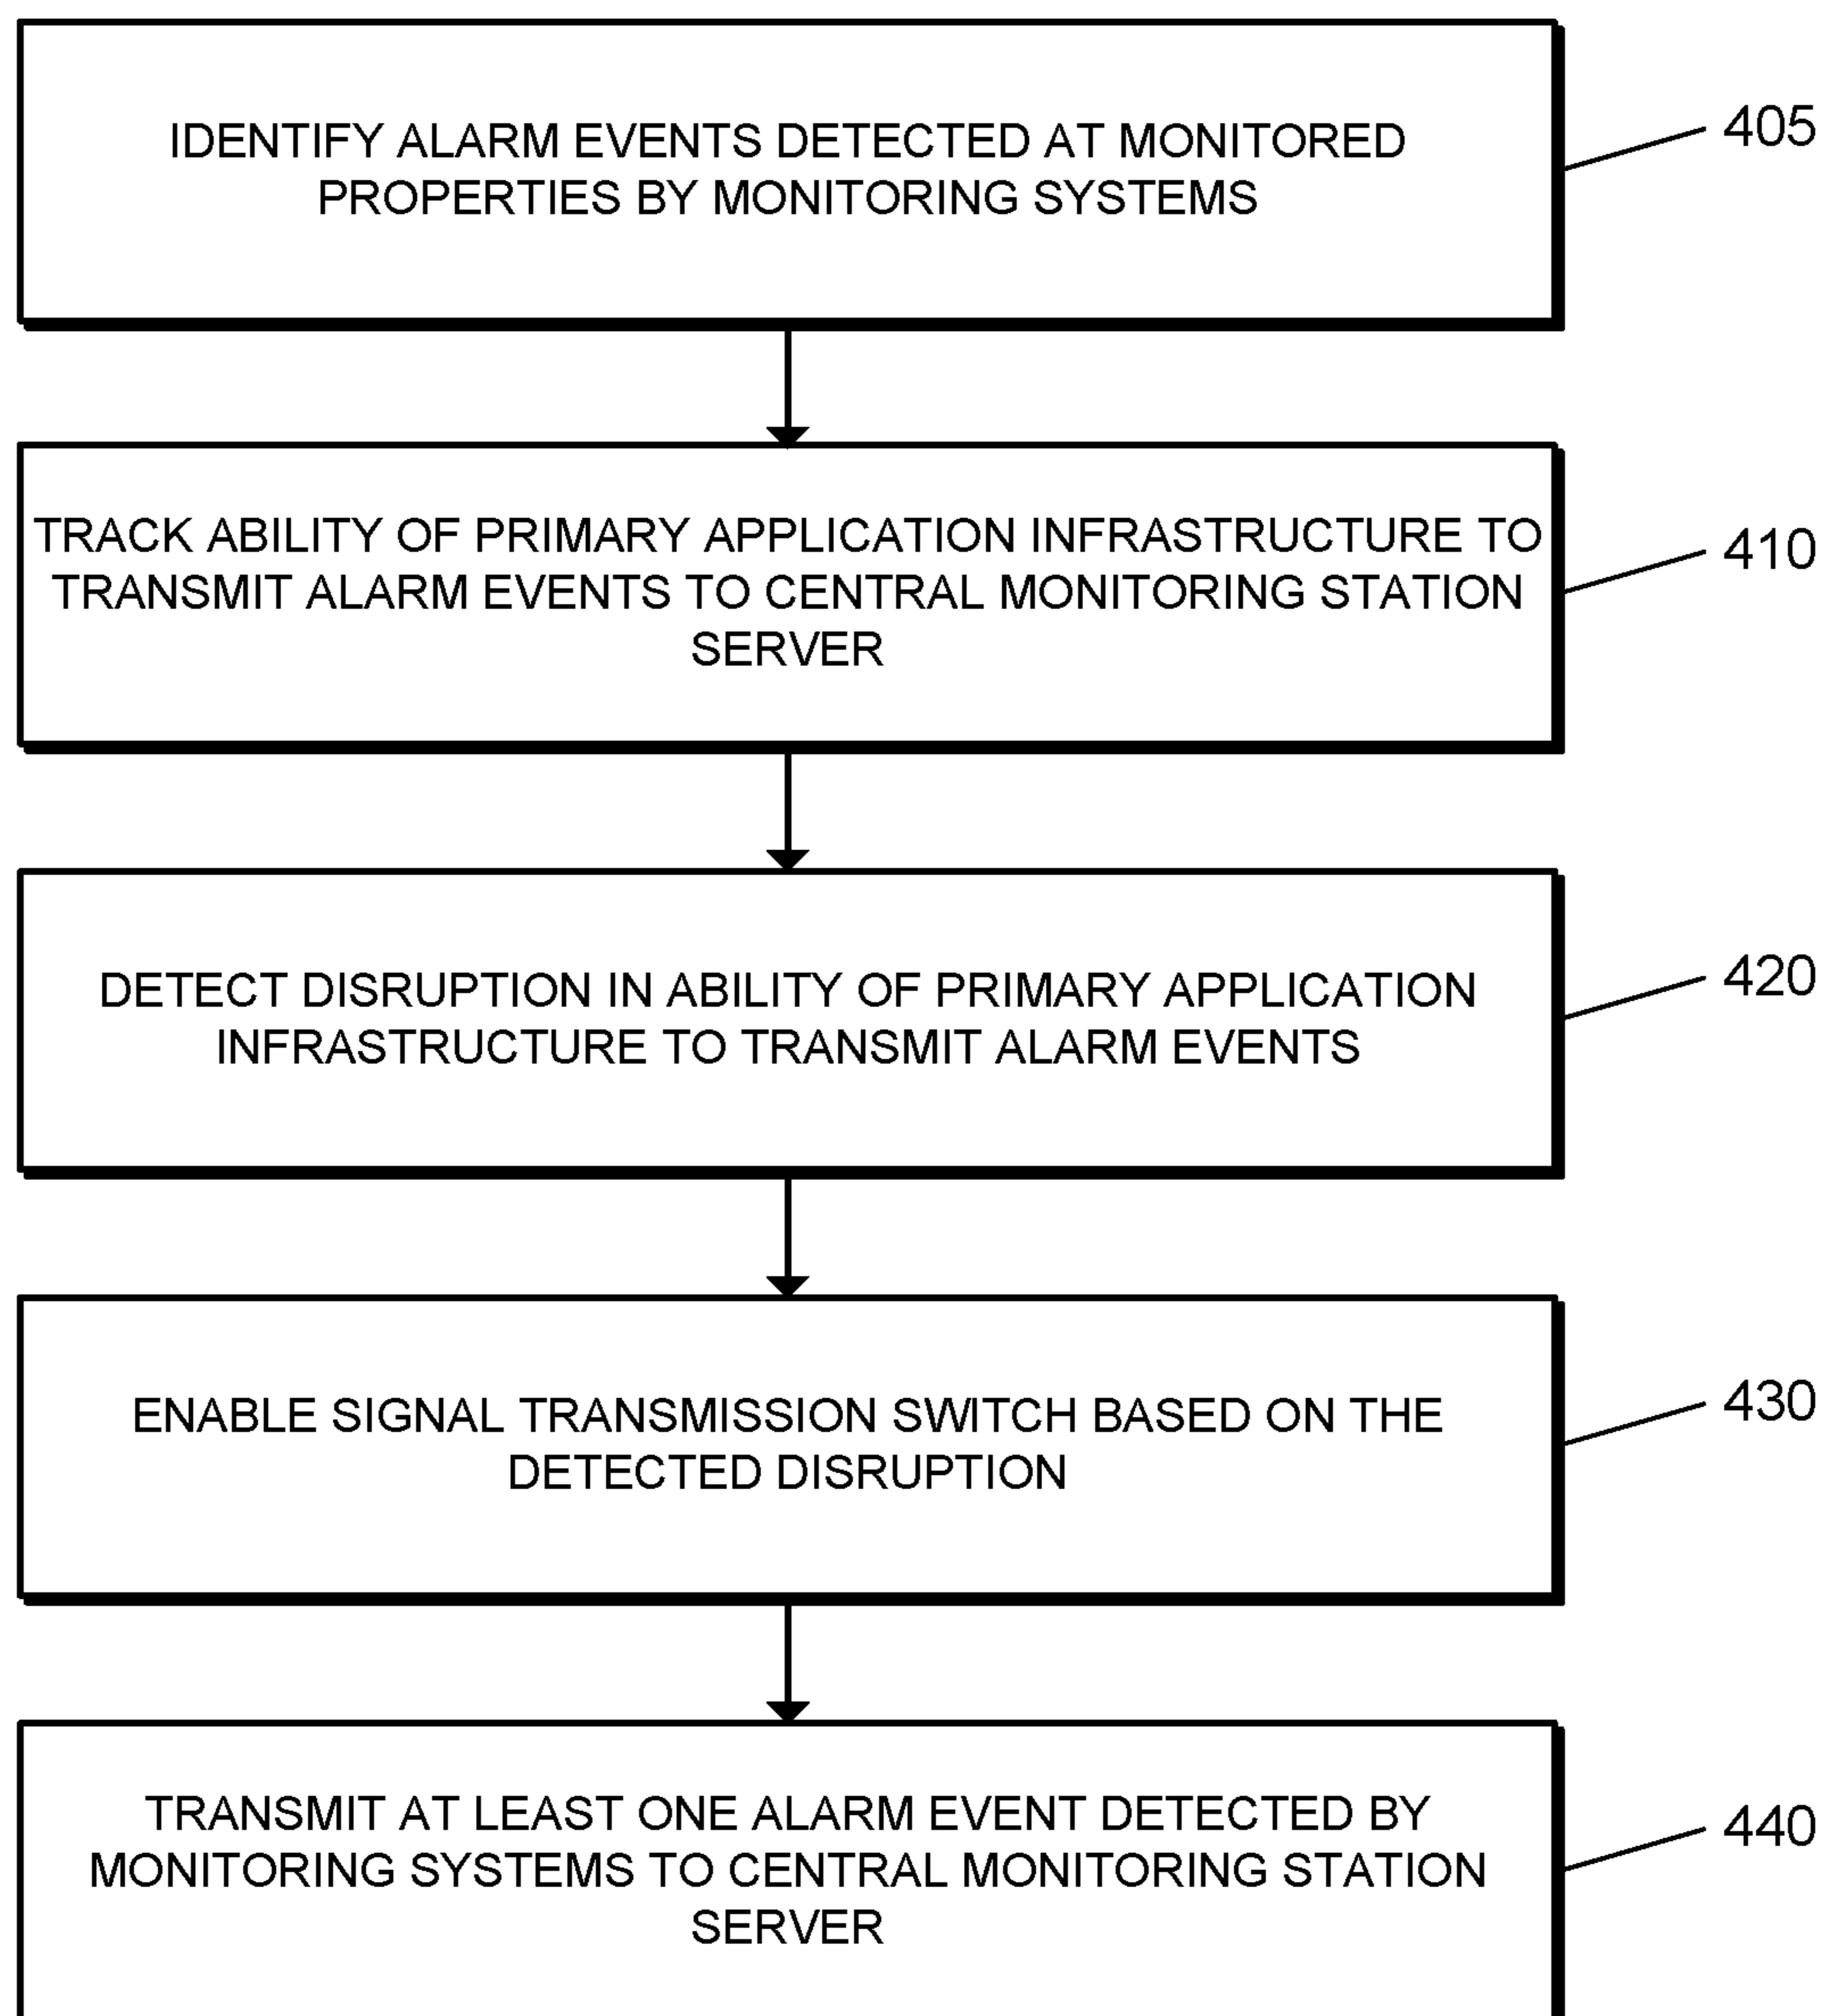 IDENTIFY ALARM EVENTS DETECTED AT MONITORED
PROPERTIES BY MONITORING SYSTEMS
405
TRACK ABILITY OF PRIMARY APPLICATION INFRASTRUCTURE TO
TRANSMIT ALARM EVENTS TO CENTRAL MONITORING STATION
SERVER
410
DETECT DISRUPTION IN ABILITY OF PRIMARY APPLICATION
INFRASTRUCTURE TO TRANSMIT ALARM EVENTS
420
ENABLE SIGNAL TRANSMISSION SWITCH BASED ON THE
DETECTED DISRUPTION
430
TRANSMIT AT LEAST ONE ALARM EVENT DETECTED BY
MONITORING SYSTEMS TO CENTRAL MONITORING STATION
SERVER
440